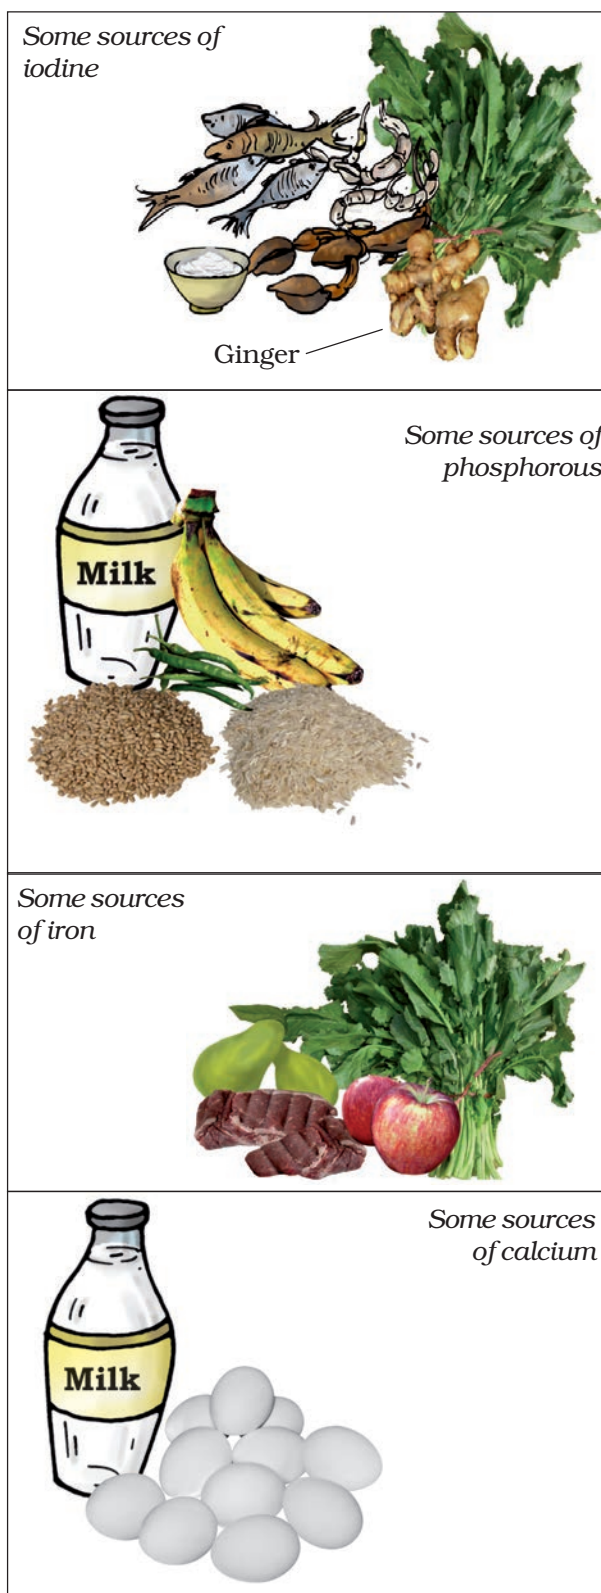 Some sources of
iodine
Ginger
Some sources of
phosphorous
Milk
Some sources
of iron
Some sources
of calcium
Milk